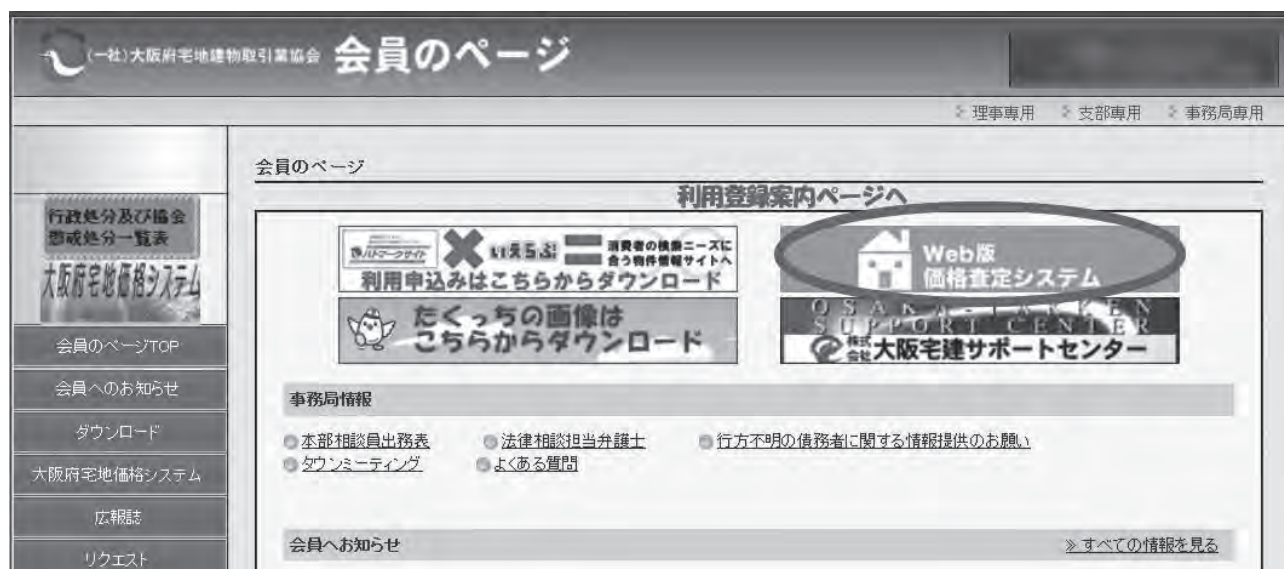 (一社)大阪府宅地建物取引業協会 会員のページ
理事専用 支部専用 事務局専用
行政処分及び協会
懲戒処分一覧表
大阪府宅地価格システム
会員のページTOP
会員へのお知らせ
ダウンロード
大阪府宅地価格システム
広報誌
リクエスト
会員のページ
利用登録案内ページへ
ハトマークサイト いえらぶ 消費者の検索ニーズに
合う物件情報サイトへ
利用申込みはこちらからダウンロード
Web版
価格査定システム
たくっちの画像は
こちらからダウンロード
OSAKA-TAKKEN
SUPPORT CENTER
株式会社 大阪宅建サポートセンター
事務局情報
本部相談員出務表 法律相談担当弁護士 行方不明の債務者に関する情報提供のお願い
タウンミーティング よくある質問
会員へお知らせ ≫すべての情報を見る